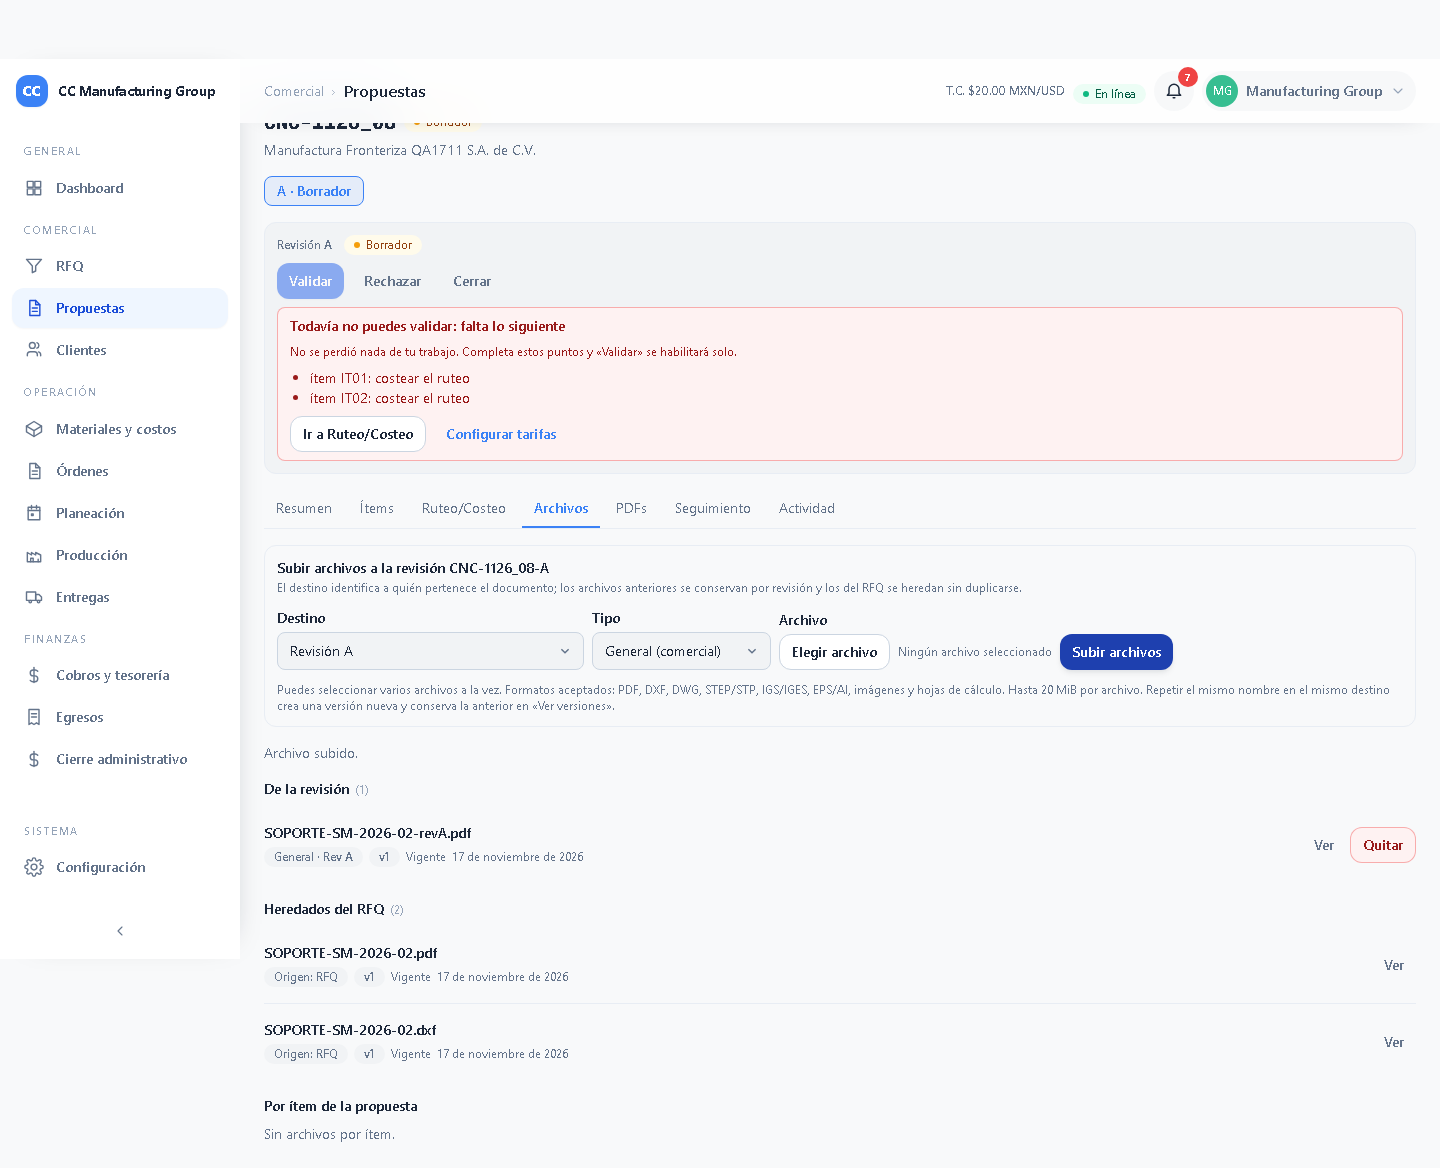 CC
CC Manufacturing Group
Comercial › Propuestas
T.C. $20.00 MXN/USD
En línea
7
MG
Manufacturing Group
GENERAL
Dashboard
COMERCIAL
RFQ
Propuestas
Clientes
OPERACIÓN
Materiales y costos
Órdenes
Planeación
Producción
Entregas
FINANZAS
Cobros y tesorería
Egresos
Cierre administrativo
SISTEMA
Configuración
CNC-1126_08 Borrador
Manufactura Fronteriza QA1711 S.A. de C.V.
A · Borrador
Revisión A Borrador
Validar Rechazar Cerrar
Todavía no puedes validar: falta lo siguiente
No se perdió nada de tu trabajo. Completa estos puntos y «Validar» se habilitará solo.
• ítem IT01: costear el ruteo
• ítem IT02: costear el ruteo
Ir a Ruteo/Costeo Configurar tarifas
Resumen Ítems Ruteo/Costeo Archivos PDFs Seguimiento Actividad
Subir archivos a la revisión CNC-1126_08-A
El destino identifica a quién pertenece el documento; los archivos anteriores se conservan por revisión y los del RFQ se heredan sin duplicarse.
Destino Tipo Archivo
Revisión A General (comercial) Elegir archivo Ningún archivo seleccionado Subir archivos
Puedes seleccionar varios archivos a la vez. Formatos aceptados: PDF, DXF, DWG, STEP/STP, IGS/IGES, EPS/AI, imágenes y hojas de cálculo. Hasta 20 MiB por archivo. Repetir el mismo nombre en el mismo destino
crea una versión nueva y conserva la anterior en «Ver versiones».
Archivo subido.
De la revisión (1)
SOPORTE-SM-2026-02-revA.pdf
General · Rev A v1 Vigente 17 de noviembre de 2026
Ver Quitar
Heredados del RFQ (2)
SOPORTE-SM-2026-02.pdf
Origen: RFQ v1 Vigente 17 de noviembre de 2026
Ver
SOPORTE-SM-2026-02.dxf
Origen: RFQ v1 Vigente 17 de noviembre de 2026
Ver
Por ítem de la propuesta
Sin archivos por ítem.